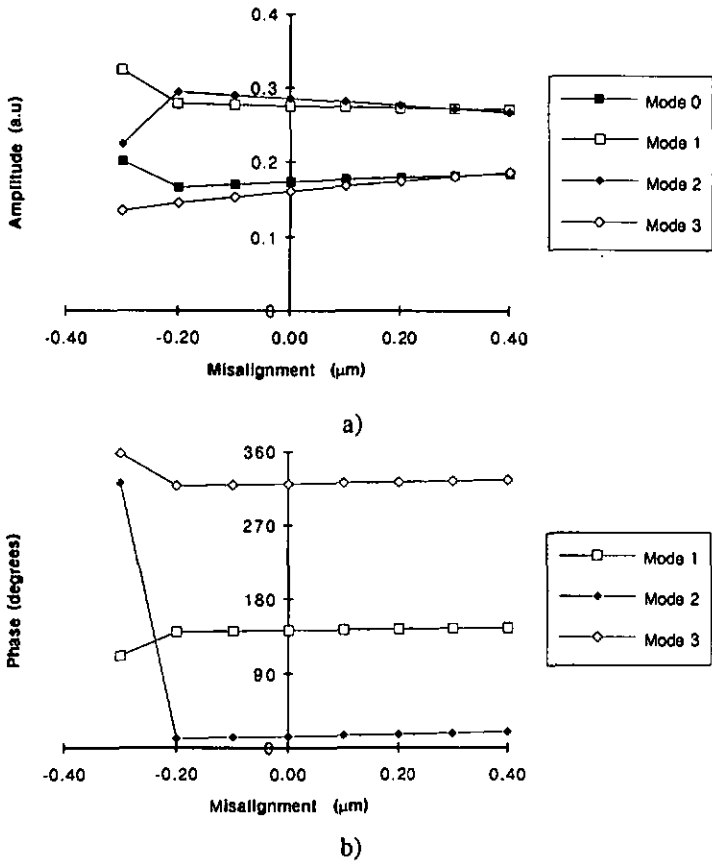 0.4
0.3
0.2
0.1
0
Amplitude (a.u)
-0.40 -0.20 0.00 0.20 0.40
Misalignment (μm)
Mode 0
Mode 1
Mode 2
Mode 3
a)
360
270
180
90
0
Phase (degrees)
-0.40 -0.20 0.00 0.20 0.40
Misalignment (μm)
Mode 1
Mode 2
Mode 3
b)